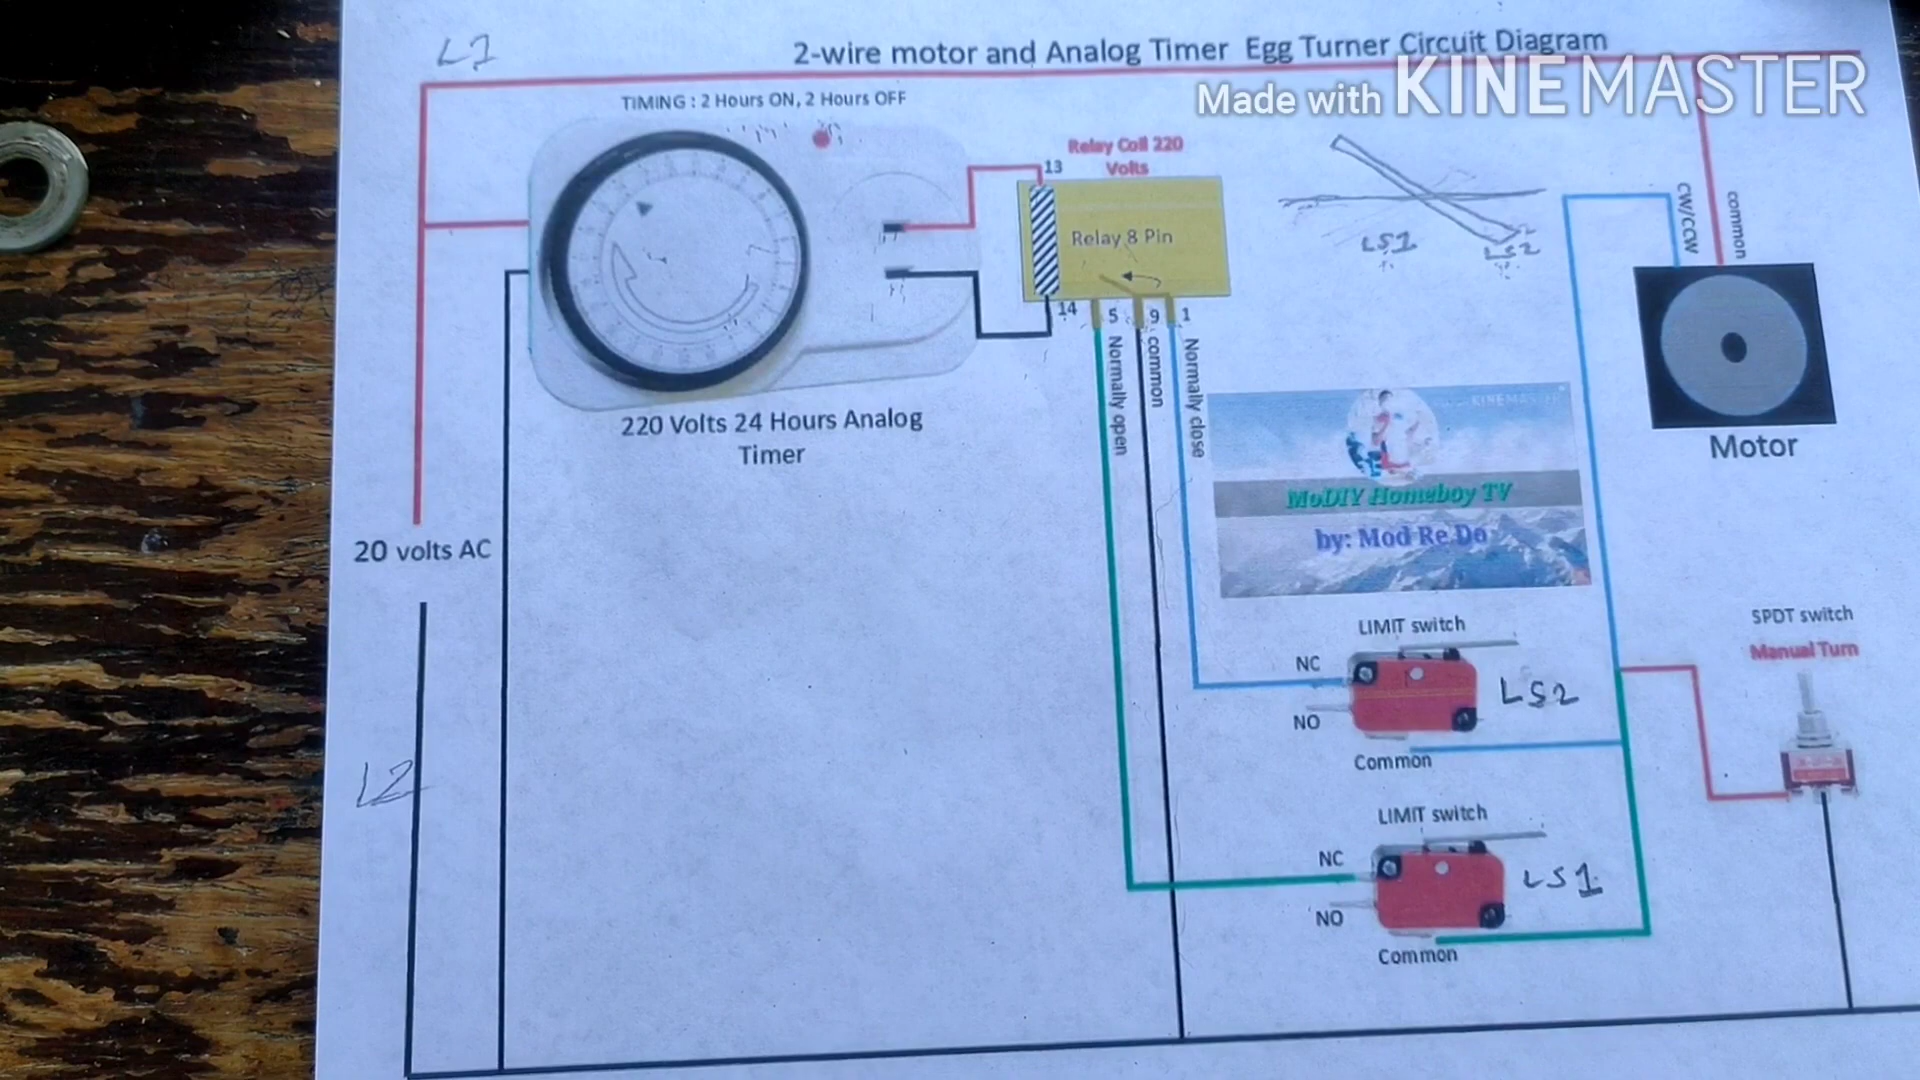 L1
2-wire motor and Analog Timer Egg Turner Circuit Diagram
Made with KINEMASTER
TIMING : 2 Hours ON, 2 Hours OFF
Relay Coil 220
Volts
13
CW/CCW
common
Relay 8 Pin
LS1
LS2
14
5
9
1
Normally open
common
Normally close
220 Volts 24 Hours Analog
Timer
Motor
KINEMASTER
MoDIY Homeboy TV
by: Mod Re Do
20 volts AC
LIMIT switch
NC
LS2
NO
Common
SPDT switch
Manual Turn
L2
LIMIT switch
NC
LS1
NO
Common